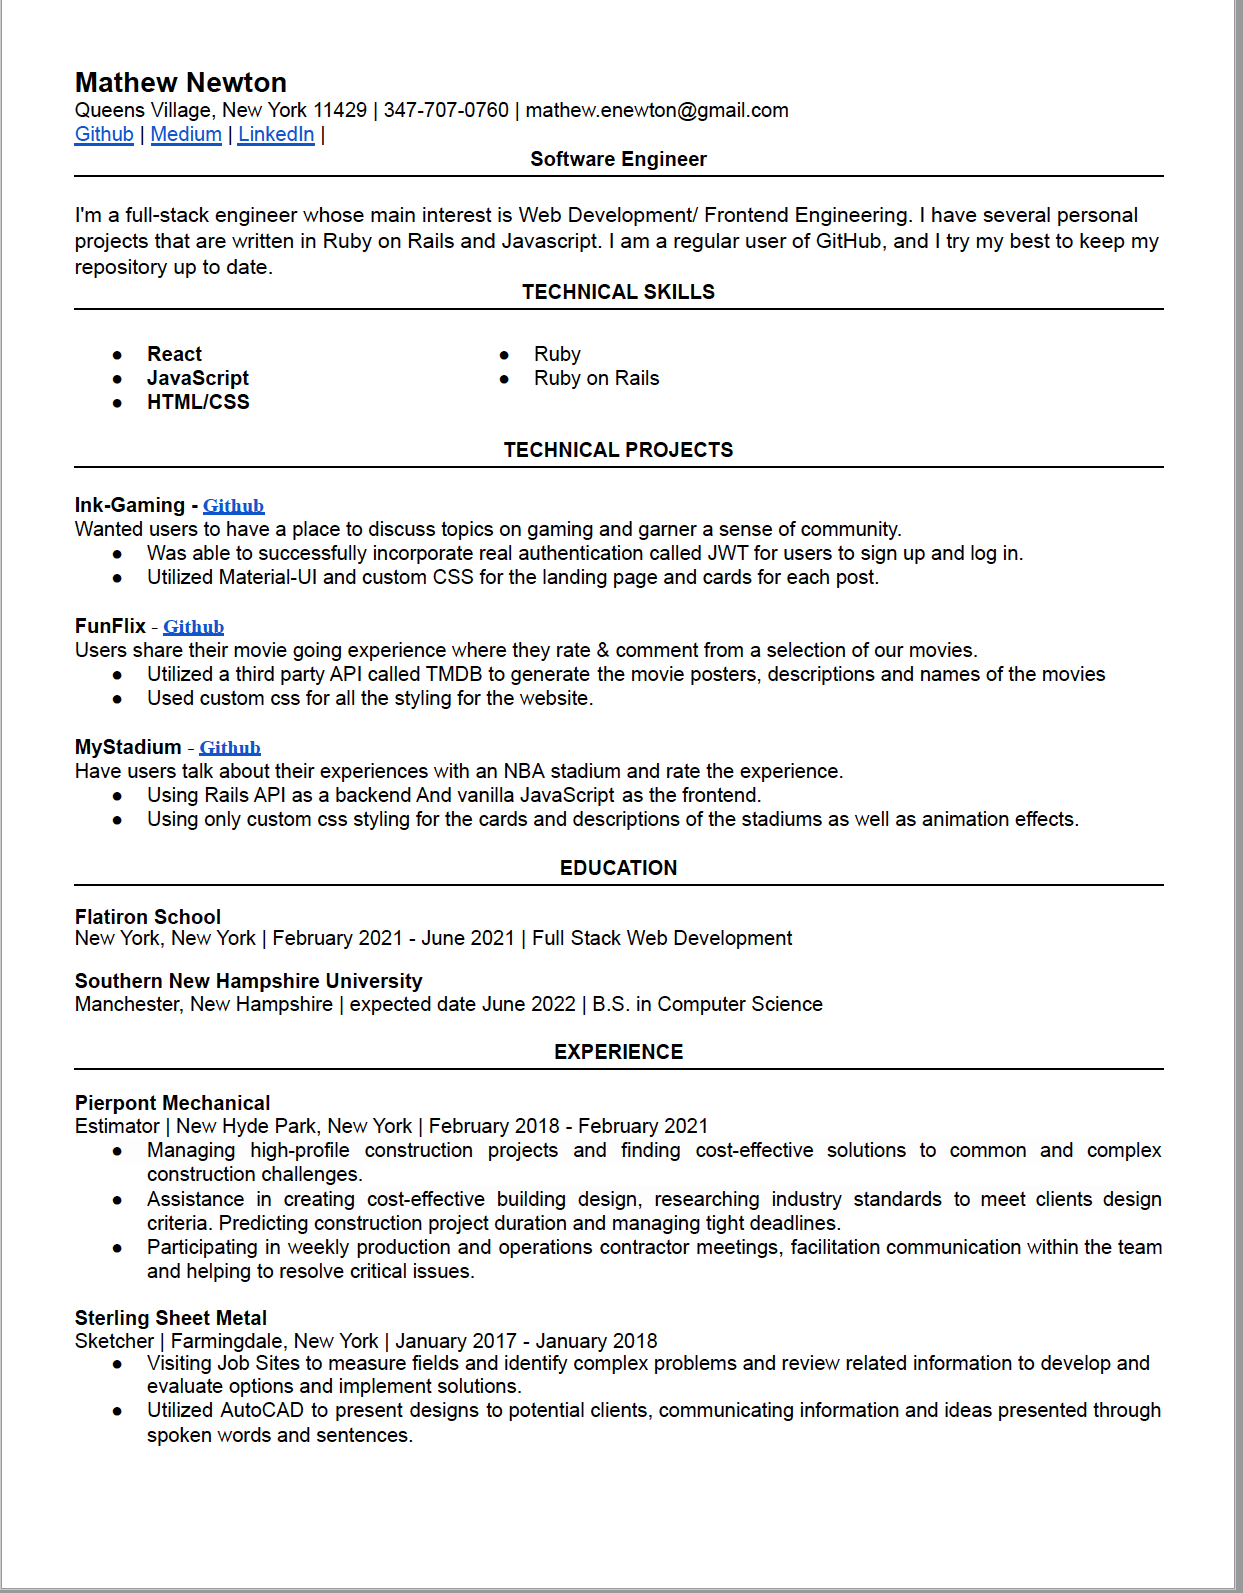 Mathew Newton
Queens Village, New York 11429 | 347-707-0760 | mathew.enewton@gmail.com
Github | Medium | LinkedIn |
Software Engineer
I'm a full-stack engineer whose main interest is Web Development/ Frontend Engineering. I have several personal
projects that are written in Ruby on Rails and Javascript. I am a regular user of GitHub, and I try my best to keep my
repository up to date.
TECHNICAL SKILLS
● React
● JavaScript
● HTML/CSS
● Ruby
● Ruby on Rails
TECHNICAL PROJECTS
Ink-Gaming - Github
Wanted users to have a place to discuss topics on gaming and garner a sense of community.
● Was able to successfully incorporate real authentication called JWT for users to sign up and log in.
● Utilized Material-UI and custom CSS for the landing page and cards for each post.
FunFlix - Github
Users share their movie going experience where they rate & comment from a selection of our movies.
● Utilized a third party API called TMDB to generate the movie posters, descriptions and names of the movies
● Used custom css for all the styling for the website.
MyStadium - Github
Have users talk about their experiences with an NBA stadium and rate the experience.
● Using Rails API as a backend And vanilla JavaScript as the frontend.
● Using only custom css styling for the cards and descriptions of the stadiums as well as animation effects.
EDUCATION
Flatiron School
New York, New York | February 2021 - June 2021 | Full Stack Web Development
Southern New Hampshire University
Manchester, New Hampshire | expected date June 2022 | B.S. in Computer Science
EXPERIENCE
Pierpont Mechanical
Estimator | New Hyde Park, New York | February 2018 - February 2021
● Managing high-profile construction projects and finding cost-effective solutions to common and complex
construction challenges.
● Assistance in creating cost-effective building design, researching industry standards to meet clients design
criteria. Predicting construction project duration and managing tight deadlines.
● Participating in weekly production and operations contractor meetings, facilitation communication within the team
and helping to resolve critical issues.
Sterling Sheet Metal
Sketcher | Farmingdale, New York | January 2017 - January 2018
● Visiting Job Sites to measure fields and identify complex problems and review related information to develop and
evaluate options and implement solutions.
● Utilized AutoCAD to present designs to potential clients, communicating information and ideas presented through
spoken words and sentences.